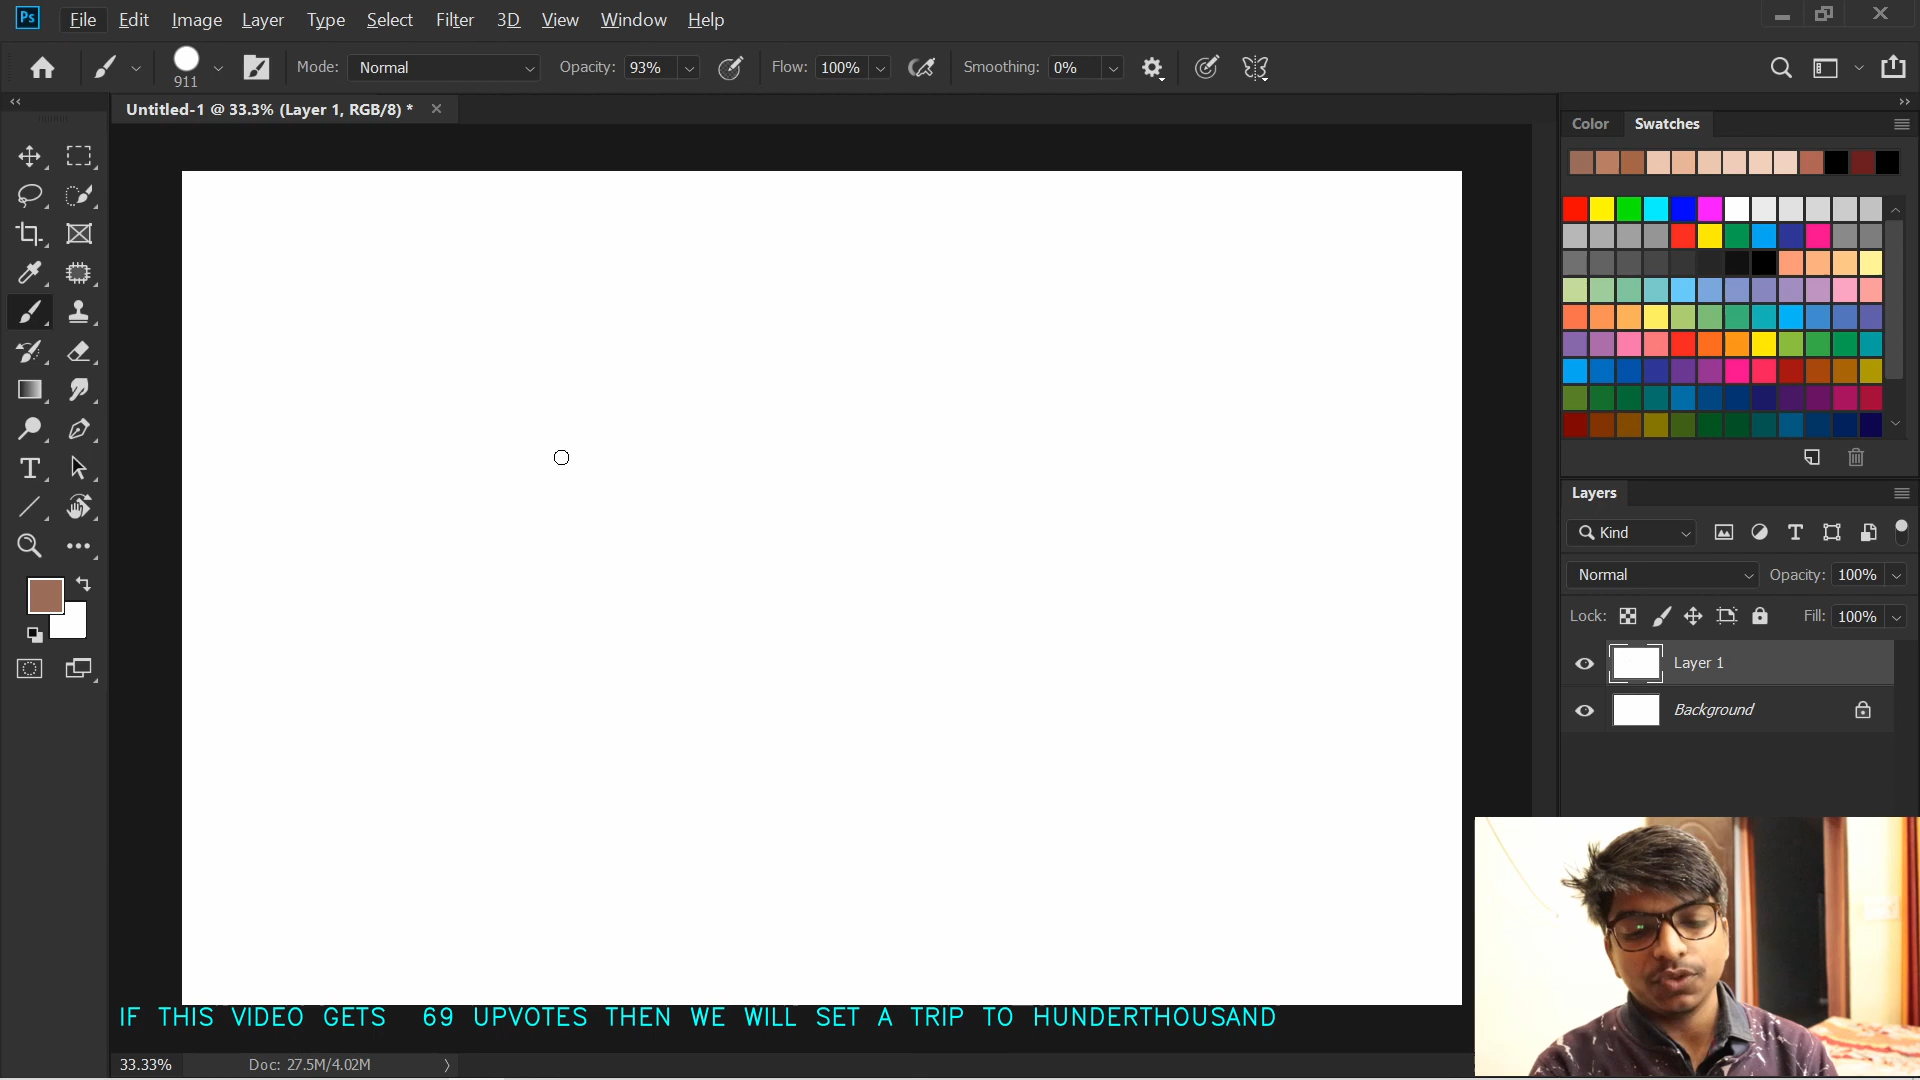 Ps File Edit Image Layer Type Select Filter 3D View Window Help
911 Mode: Normal Opacity: 93% Flow: 100% Smoothing: 0%
Untitled-1 @ 33.3% (Layer 1, RGB/8) *
Color Swatches
Layers
Kind
Normal Opacity: 100%
Lock: Fill: 100%
Layer 1
Background
IF THIS VIDEO GETS 69 UPVOTES THEN WE WILL SET A TRIP TO HUNDERTHOUSAND
33.33% Doc: 27.5M/4.02M